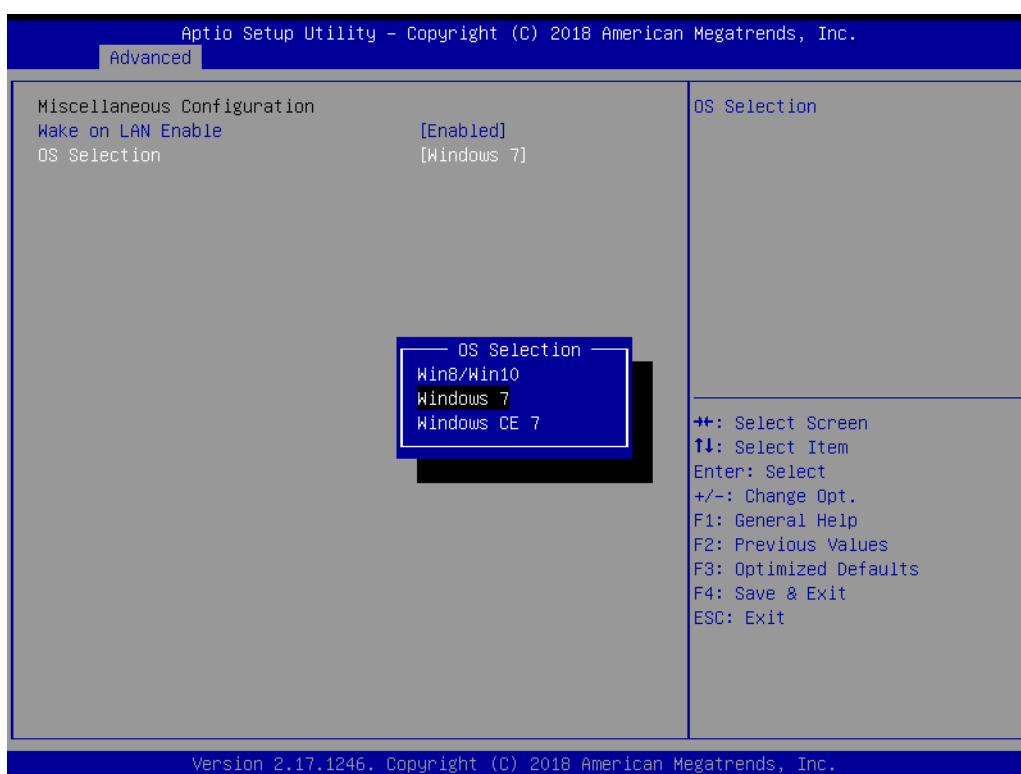 Aptio Setup Utility – Copyright (C) 2018 American Megatrends, Inc.
Advanced
Miscellaneous Configuration
Wake on LAN Enable [Enabled]
OS Selection [Windows 7]
OS Selection
OS Selection
Win8/Win10
Windows 7
Windows CE 7
→←: Select Screen
↑↓: Select Item
Enter: Select
+/-: Change Opt.
F1: General Help
F2: Previous Values
F3: Optimized Defaults
F4: Save & Exit
ESC: Exit
Version 2.17.1246. Copyright (C) 2018 American Megatrends, Inc.